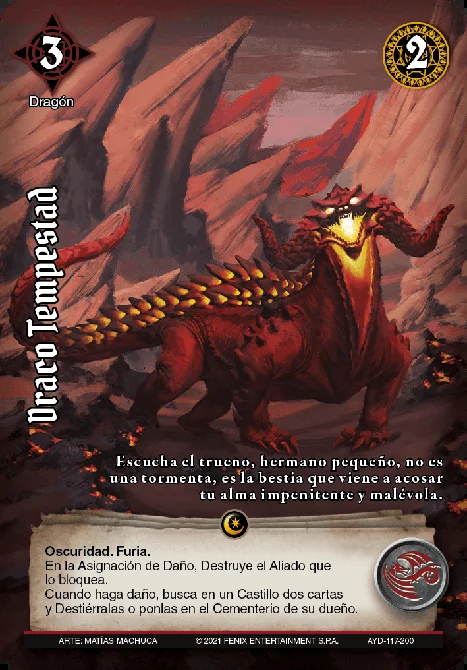 3
2
Dragón
Draco Tempestad
Escucha el trueno, hermano pequeño, no es
una tormenta, es la bestia que viene a acosar
tu alma impenitente y malévola.
Oscuridad. Furia.
En la Asignación de Daño, Destruye el Aliado que
lo bloquea.
Cuando haga daño, busca en un Castillo dos cartas
y Destiérralas o ponlas en el Cementerio de su dueño.
ARTE: MATÍAS MACHUCA © 2021 FENIX ENTERTAINMENT S.R.A. AYD-117-200